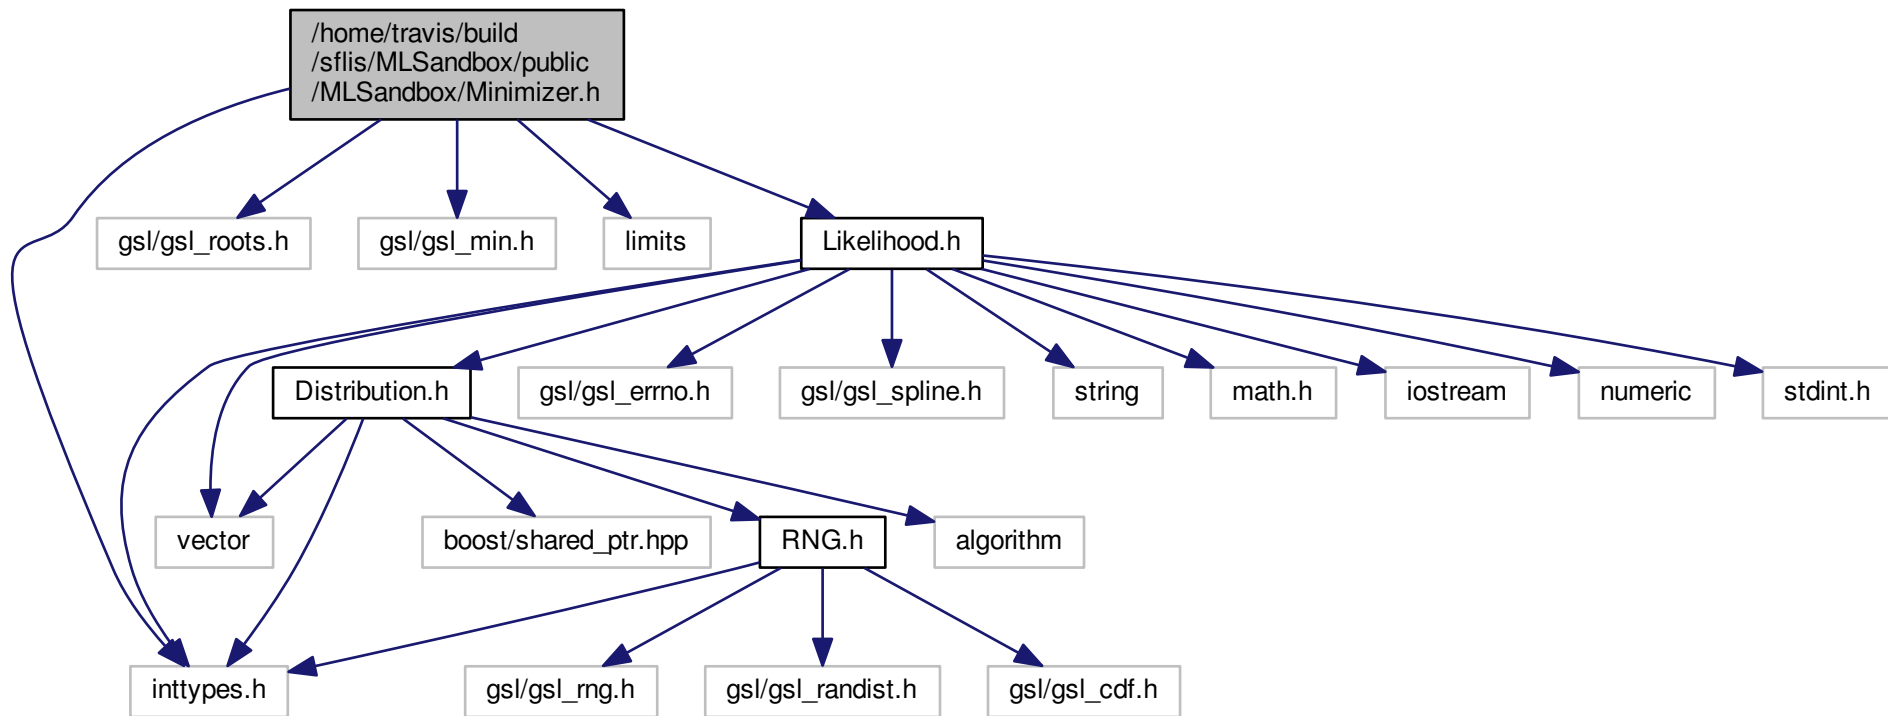 /home/travis/build
/sflis/MLSandbox/public
/MLSandbox/Minimizer.h
gsl/gsl_roots.h
gsl/gsl_min.h
limits
Likelihood.h
Distribution.h
gsl/gsl_errno.h
gsl/gsl_spline.h
string
math.h
iostream
numeric
stdint.h
vector
boost/shared_ptr.hpp
RNG.h
algorithm
inttypes.h
gsl/gsl_rng.h
gsl/gsl_randist.h
gsl/gsl_cdf.h